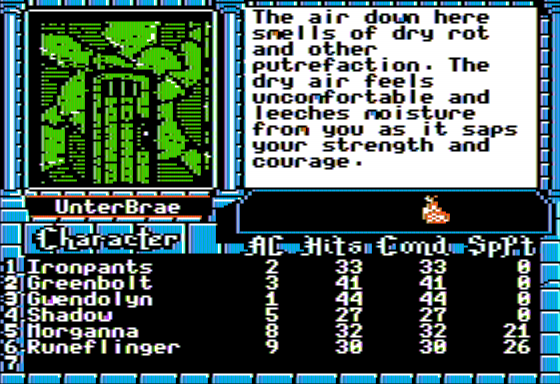 The air down here
smells of dry rot
and other
putrefaction. The
dry air feels
uncomfortable and
leeches moisture
from you as it saps
your strength and
courage.
UnterBrae
Character AC Hits Cond SpPt
1 Ironpants 2 33 33 0
2 Greenbolt 3 41 41 0
3 Gwendolyn 1 44 44 0
4 Shadow 5 27 27 0
5 Morganna 8 32 32 21
6 Runeflinger 9 30 30 26
7